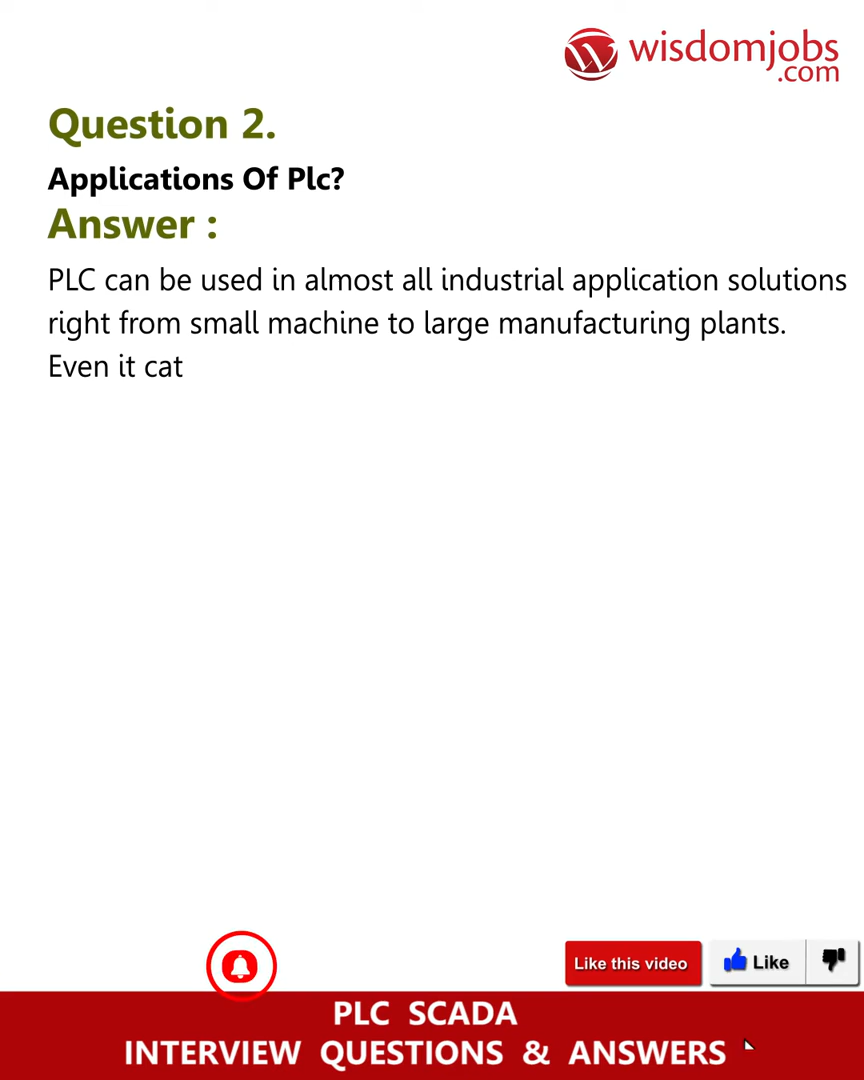 wisdomjobs
.com
Question 2.
Applications Of Plc?
Answer :
PLC can be used in almost all industrial application solutions
right from small machine to large manufacturing plants.
Even it cat
Like this video
Like
PLC SCADA
INTERVIEW QUESTIONS & ANSWERS